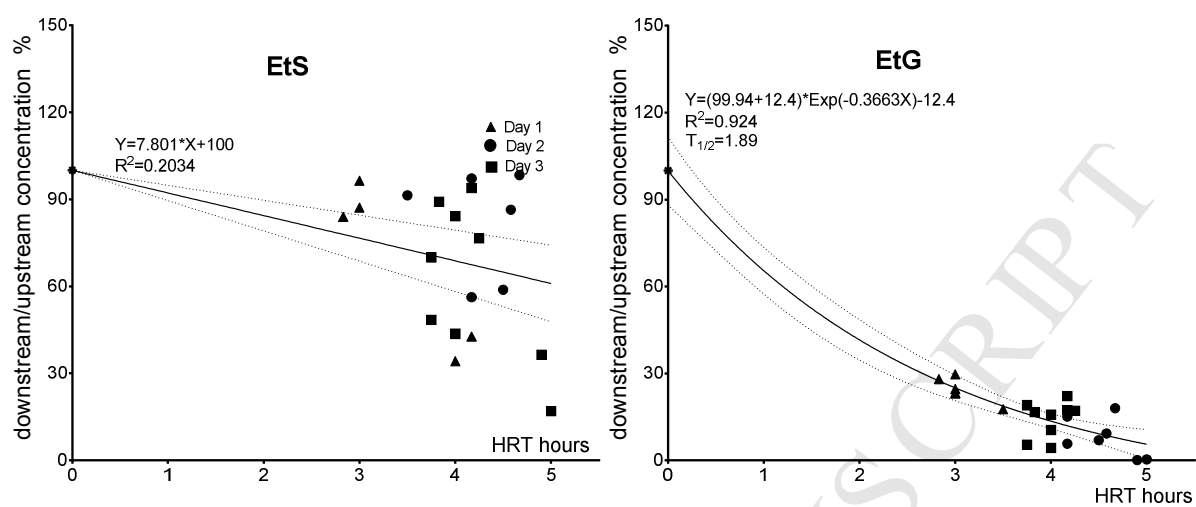 EtS
downstream/upstream concentration %
150
120
90
60
30
0
Y=7.801*X+100
R²=0.2034
Day 1
Day 2
Day 3
0 1 2 3 4 5
HRT hours
EtG
downstream/upstream concentration %
150
120
90
60
30
0
Y=(99.94+12.4)*Exp(-0.3663X)-12.4
R²=0.924
T1/2=1.89
0 1 2 3 4 5
HRT hours
SCRIPT